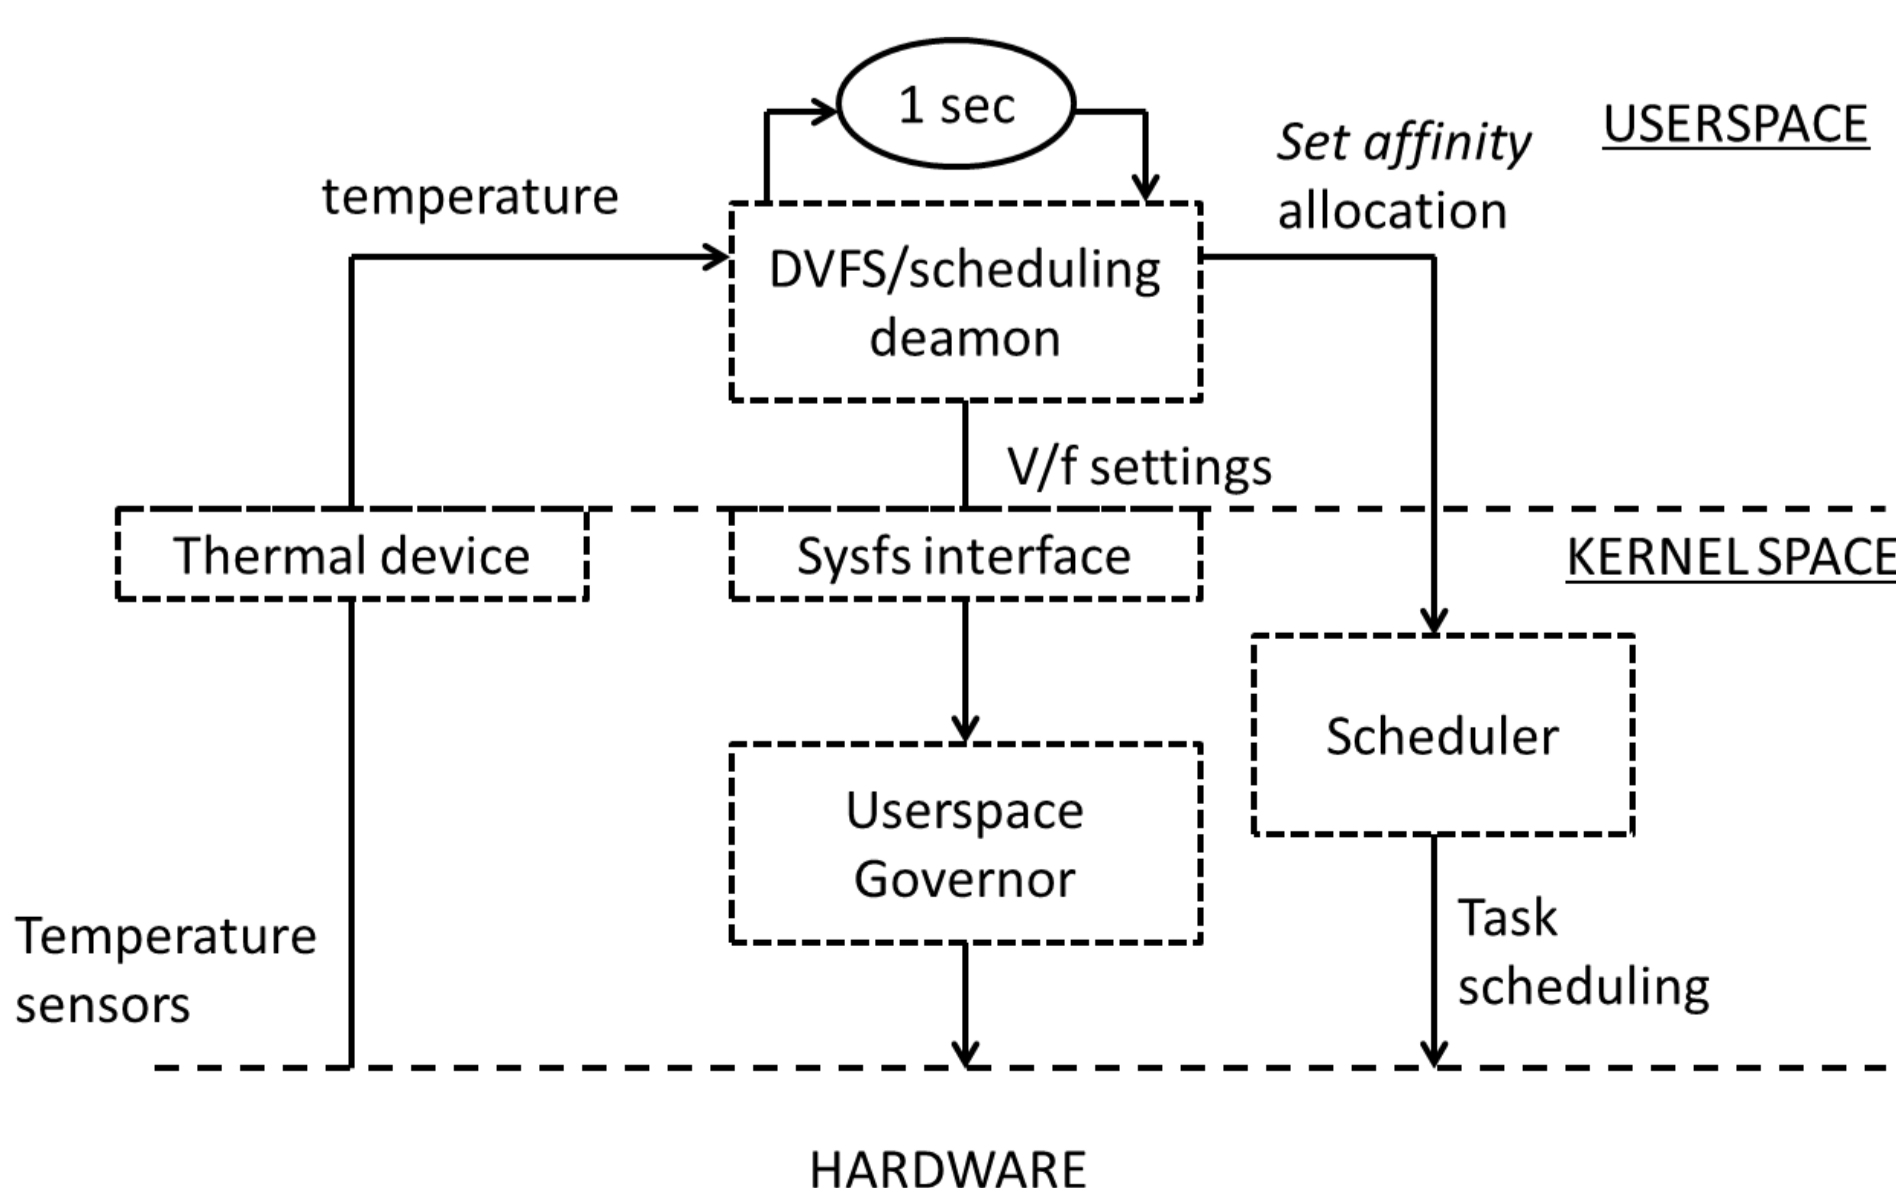 1 sec
USERSPACE
Set affinity
allocation
temperature
DVFS/scheduling
deamon
V/f settings
Thermal device
Sysfs interface
KERNEL SPACE
Scheduler
Userspace
Governor
Temperature
sensors
Task
scheduling
HARDWARE